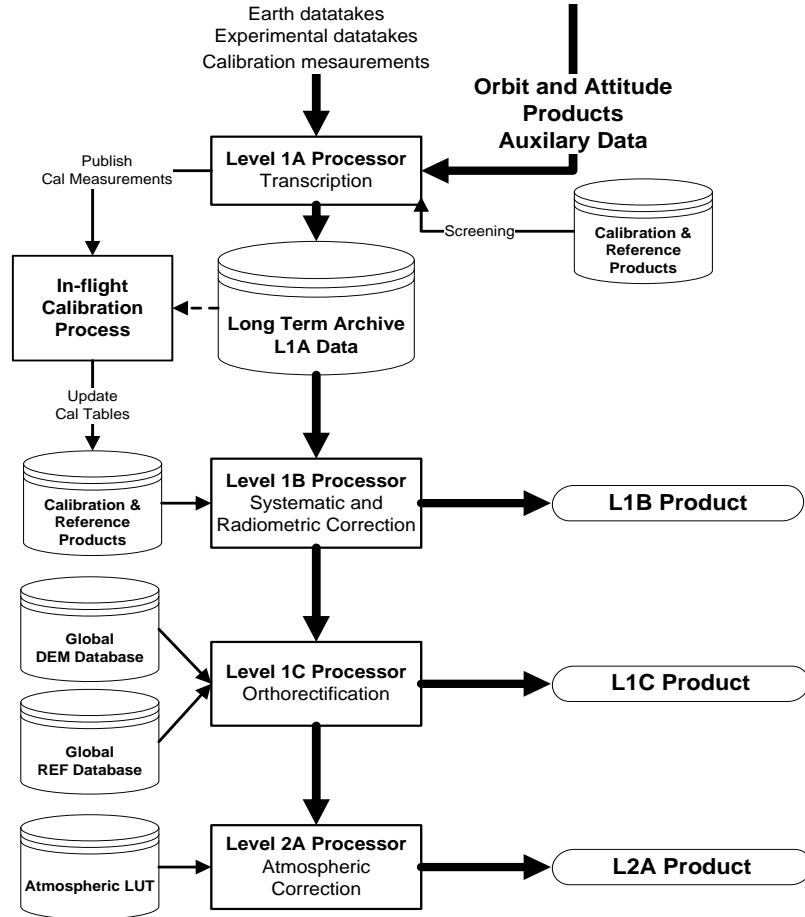 Earth datatakes
Experimental datatakes
Calibration mesaurements
Orbit and Attitude
Products
Auxilary Data
Publish
Cal Measurements
Level 1A Processor
Transcription
Screening
Calibration &
Reference
Products
In-flight
Calibration
Process
Long Term Archive
L1A Data
Update
Cal Tables
Calibration &
Reference
Products
Level 1B Processor
Systematic and
Radiometric Correction
L1B Product
Global
DEM Database
Level 1C Processor
Orthorectification
L1C Product
Global
REF Database
Atmospheric LUT
Level 2A Processor
Atmospheric
Correction
L2A Product